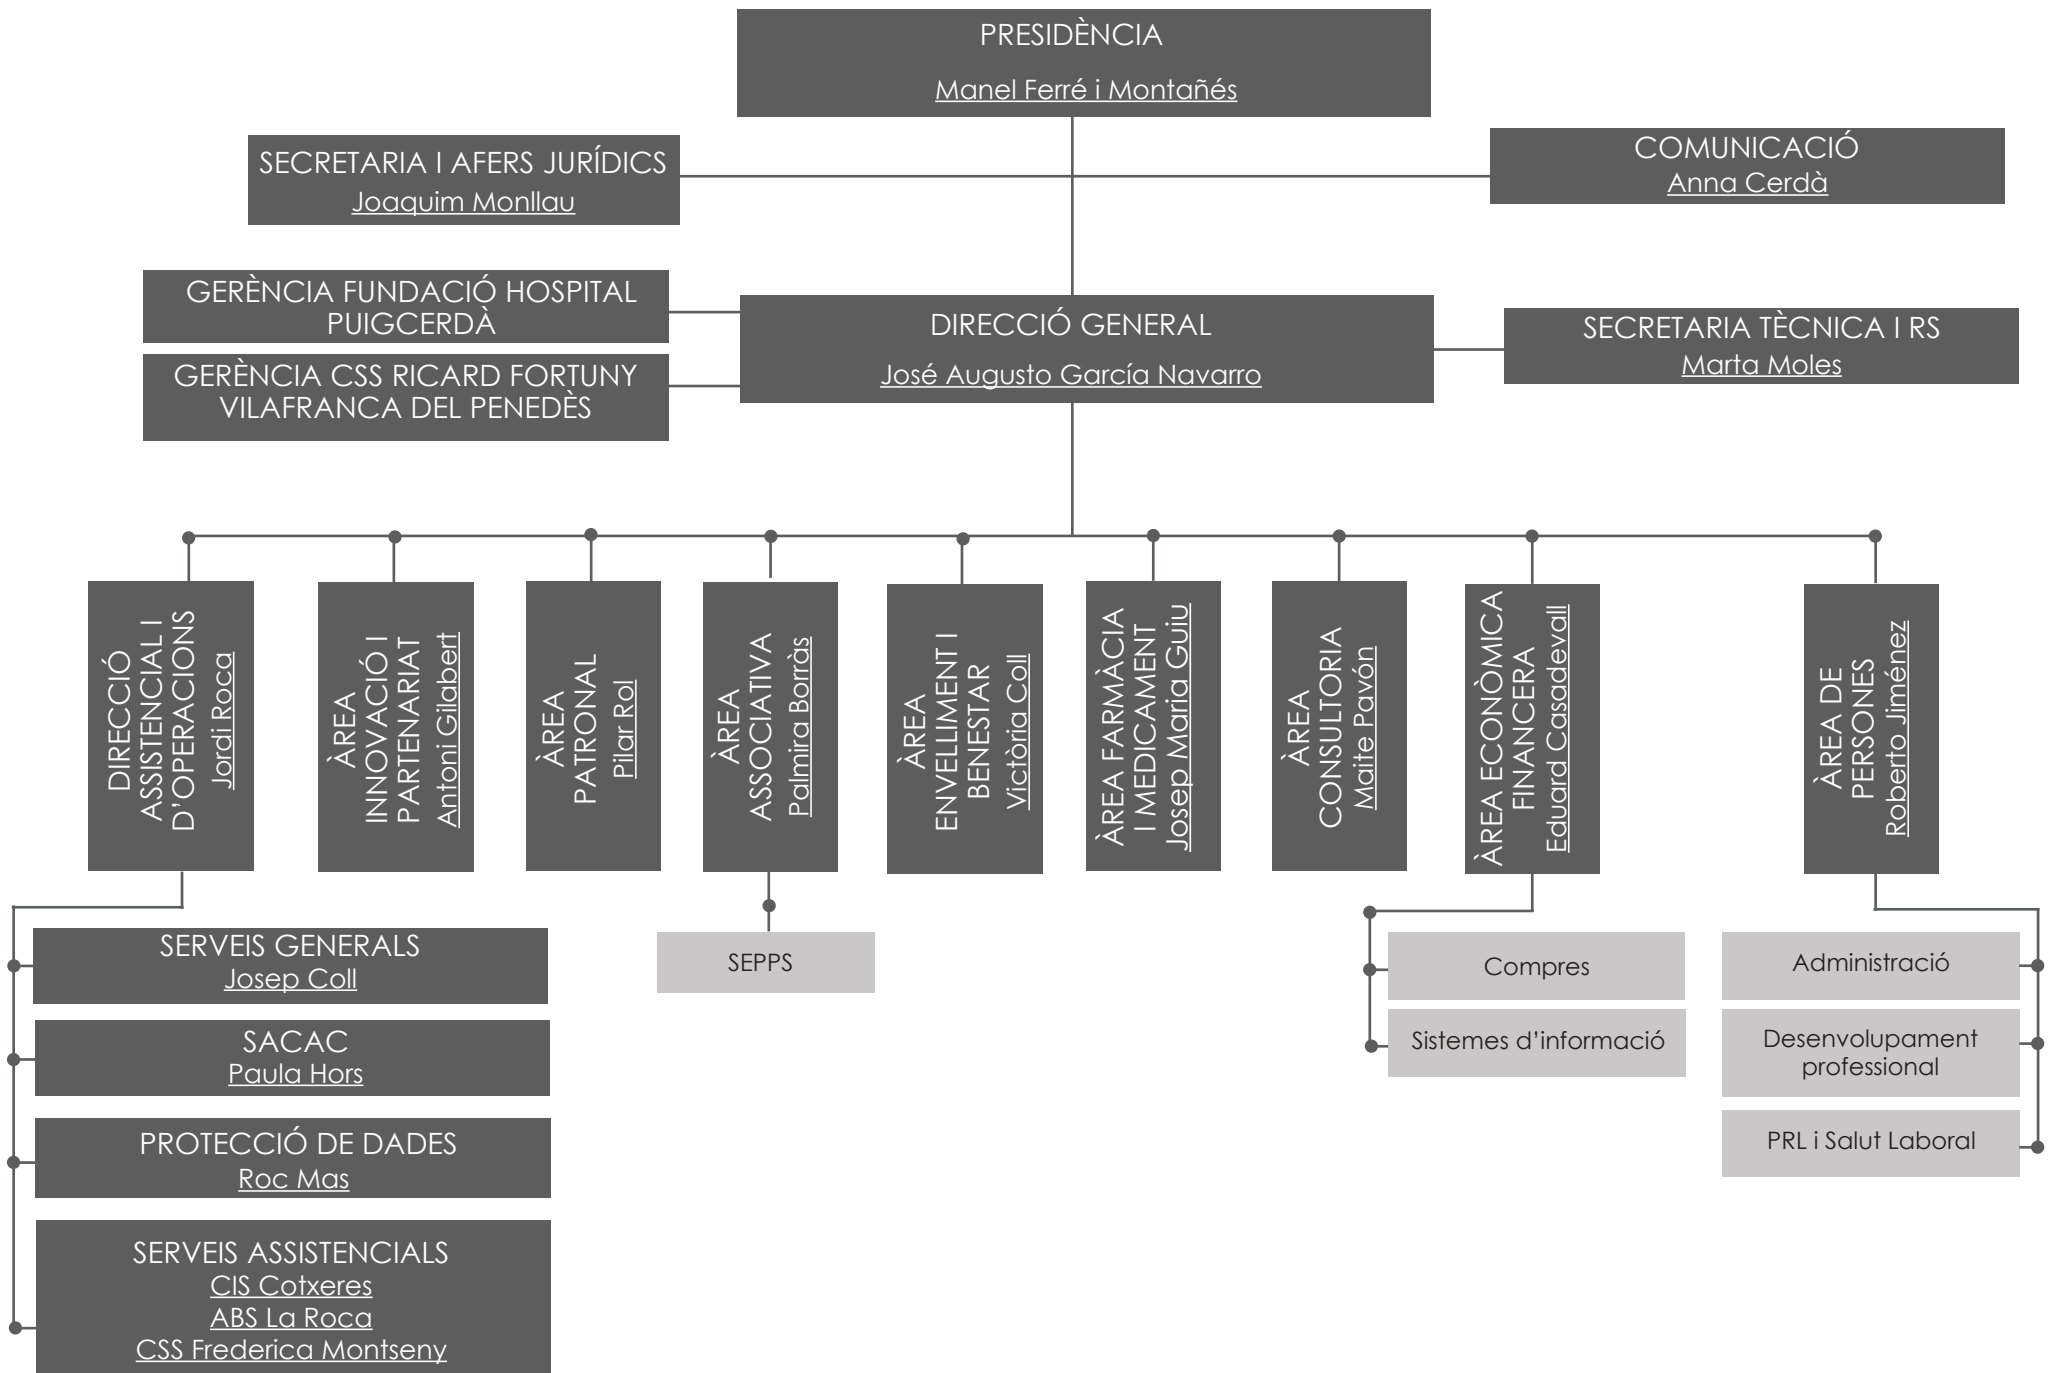 PRESIDÈNCIA
Manel Ferré i Montañés
SECRETARIA I AFERS JURÍDICS
Joaquim Monllau
COMUNICACIÓ
Anna Cerdà
GERÈNCIA FUNDACIÓ HOSPITAL
PUIGCERDÀ
GERÈNCIA CSS RICARD FORTUNY
VILAFRANCA DEL PENEDÈS
DIRECCIÓ GENERAL
José Augusto García Navarro
SECRETARIA TÈCNICA I RS
Marta Moles
DIRECCIÓ
ASSISTENCIAL I
D'OPERACIONS
Jordi Roca
ÀREA
INNOVACIÓ I
PARTENARIAT
Antoni Gilabert
ÀREA
PATRONAL
Pilar Rol
ÀREA
ASSOCIATIVA
Palmira Borràs
ÀREA
ENVELLIMENT I
BENESTAR
Victòria Coll
ÀREA FARMÀCIA
I MEDICAMENT
Josep Maria Guiu
ÀREA
CONSULTORIA
Maite Pavón
ÀREA ECONÒMICA
FINANCERA
Eduard Casadevall
ÀREA DE
PERSONES
Roberto Jiménez
SERVEIS GENERALS
Josep Coll
SACAC
Paula Hors
PROTECCIÓ DE DADES
Roc Mas
SERVEIS ASSISTENCIALS
CIS Cotxeres
ABS La Roca
CSS Frederica Montseny
SEPPS
Compres
Sistemes d'informació
Administració
Desenvolupament
professional
PRL i Salut Laboral